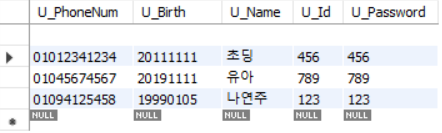 U_PhoneNum U_Birth U_Name U_Id U_Password
01012341234 20111111 초딩 456 456
01045674567 20191111 유아 789 789
01094125458 19990105 나연주 123 123
NULL NULL NULL NULL NULL